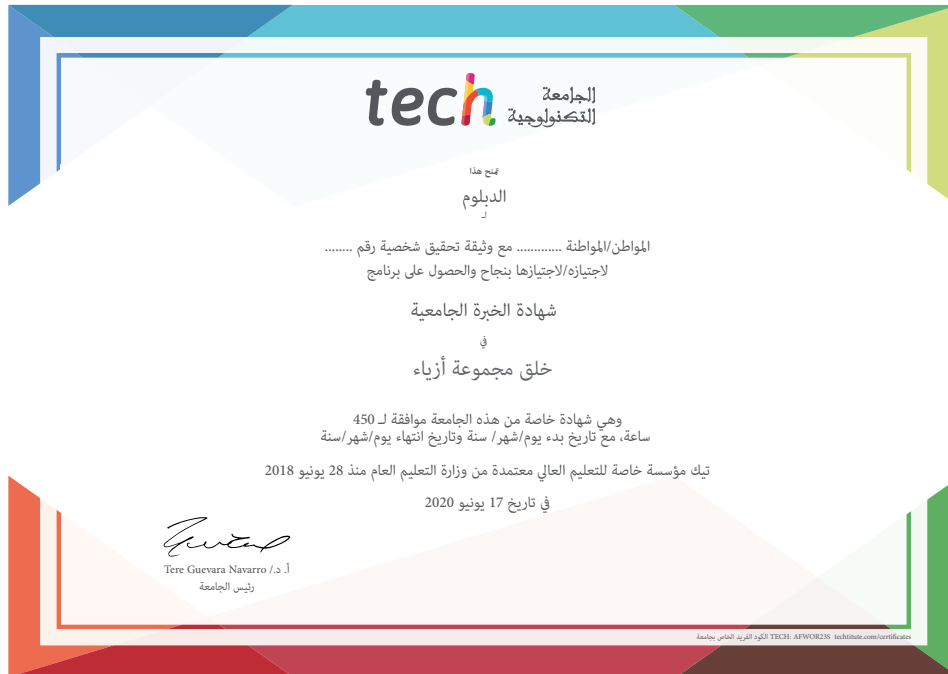 tech الجامعة
التكنولوجية
تمنح هذا
الدبلوم
لـ
المواطن/المواطنة ............. مع وثيقة تحقيق شخصية رقم ........
لاجتيازه/لاجتيازها بنجاح والحصول على برنامج
شهادة الخبرة الجامعية
في
خلق مجموعة أزياء
وهي شهادة خاصة من هذه الجامعة موافقة لـ 450
ساعة، مع تاريخ بدء يوم/شهر/ سنة وتاريخ انتهاء يوم/شهر/سنة
تيك مؤسسة خاصة للتعليم العالي معتمدة من وزارة التعليم العام منذ 28 يونيو 2018
في تاريخ 17 يونيو 2020
أ. د./ Tere Guevara Navarro
رئيس الجامعة
الكود الفريد الخاص بجامعة TECH: AFWOR23S techtitute.com/certificates